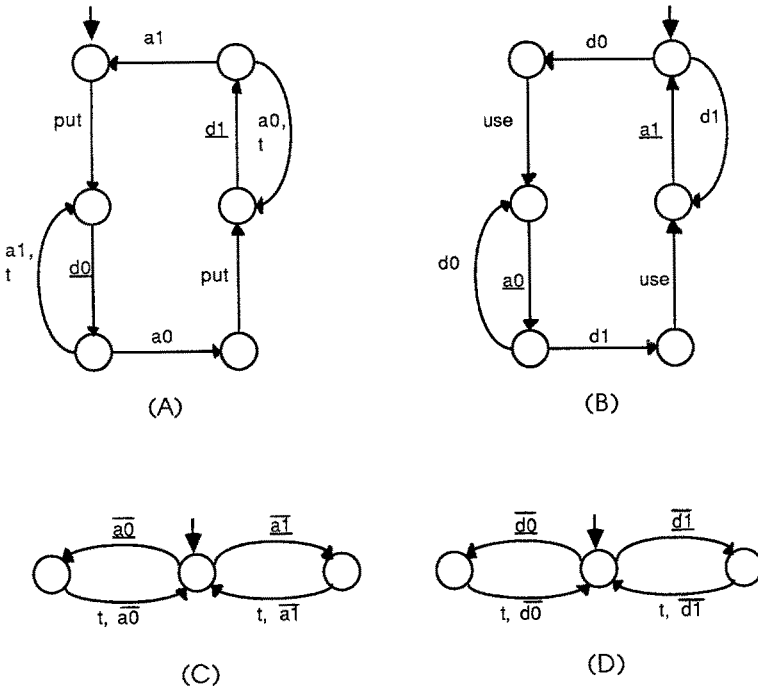 a1
put
d1
a0,
t
a1,
t
d0
put
a0
(A)
d0
use
a1
d1
d0
a0
use
d1
(B)
a0
a1
t, a0
t, a1
(C)
d0
d1
t, d0
t, d1
(D)